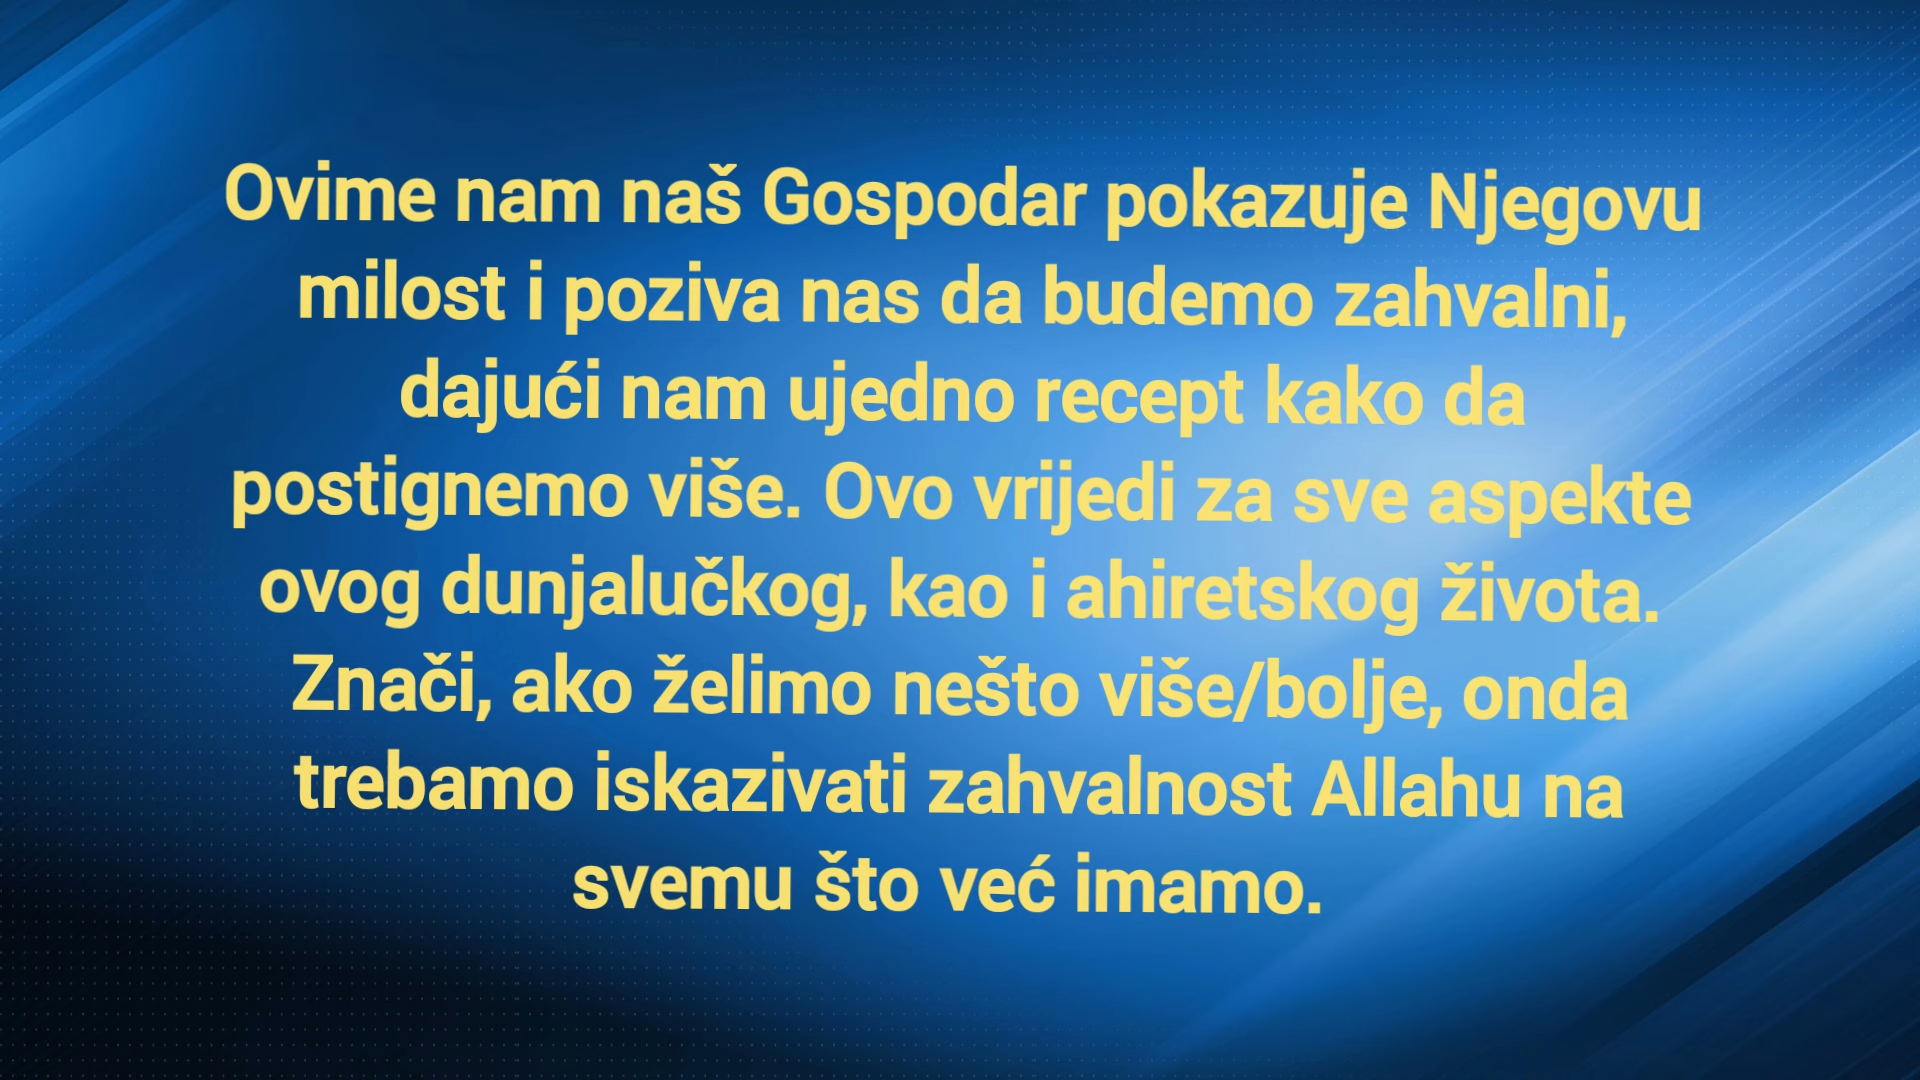 Ovime nam naš Gospodar pokazuje Njegovu
milost i poziva nas da budemo zahvalni,
dajući nam ujedno recept kako da
postignemo više. Ovo vrijedi za sve aspekte
ovog dunjalučkog, kao i ahiretskog života.
Znači, ako želimo nešto više/bolje, onda
trebamo iskazivati zahvalnost Allahu na
svemu što već imamo.